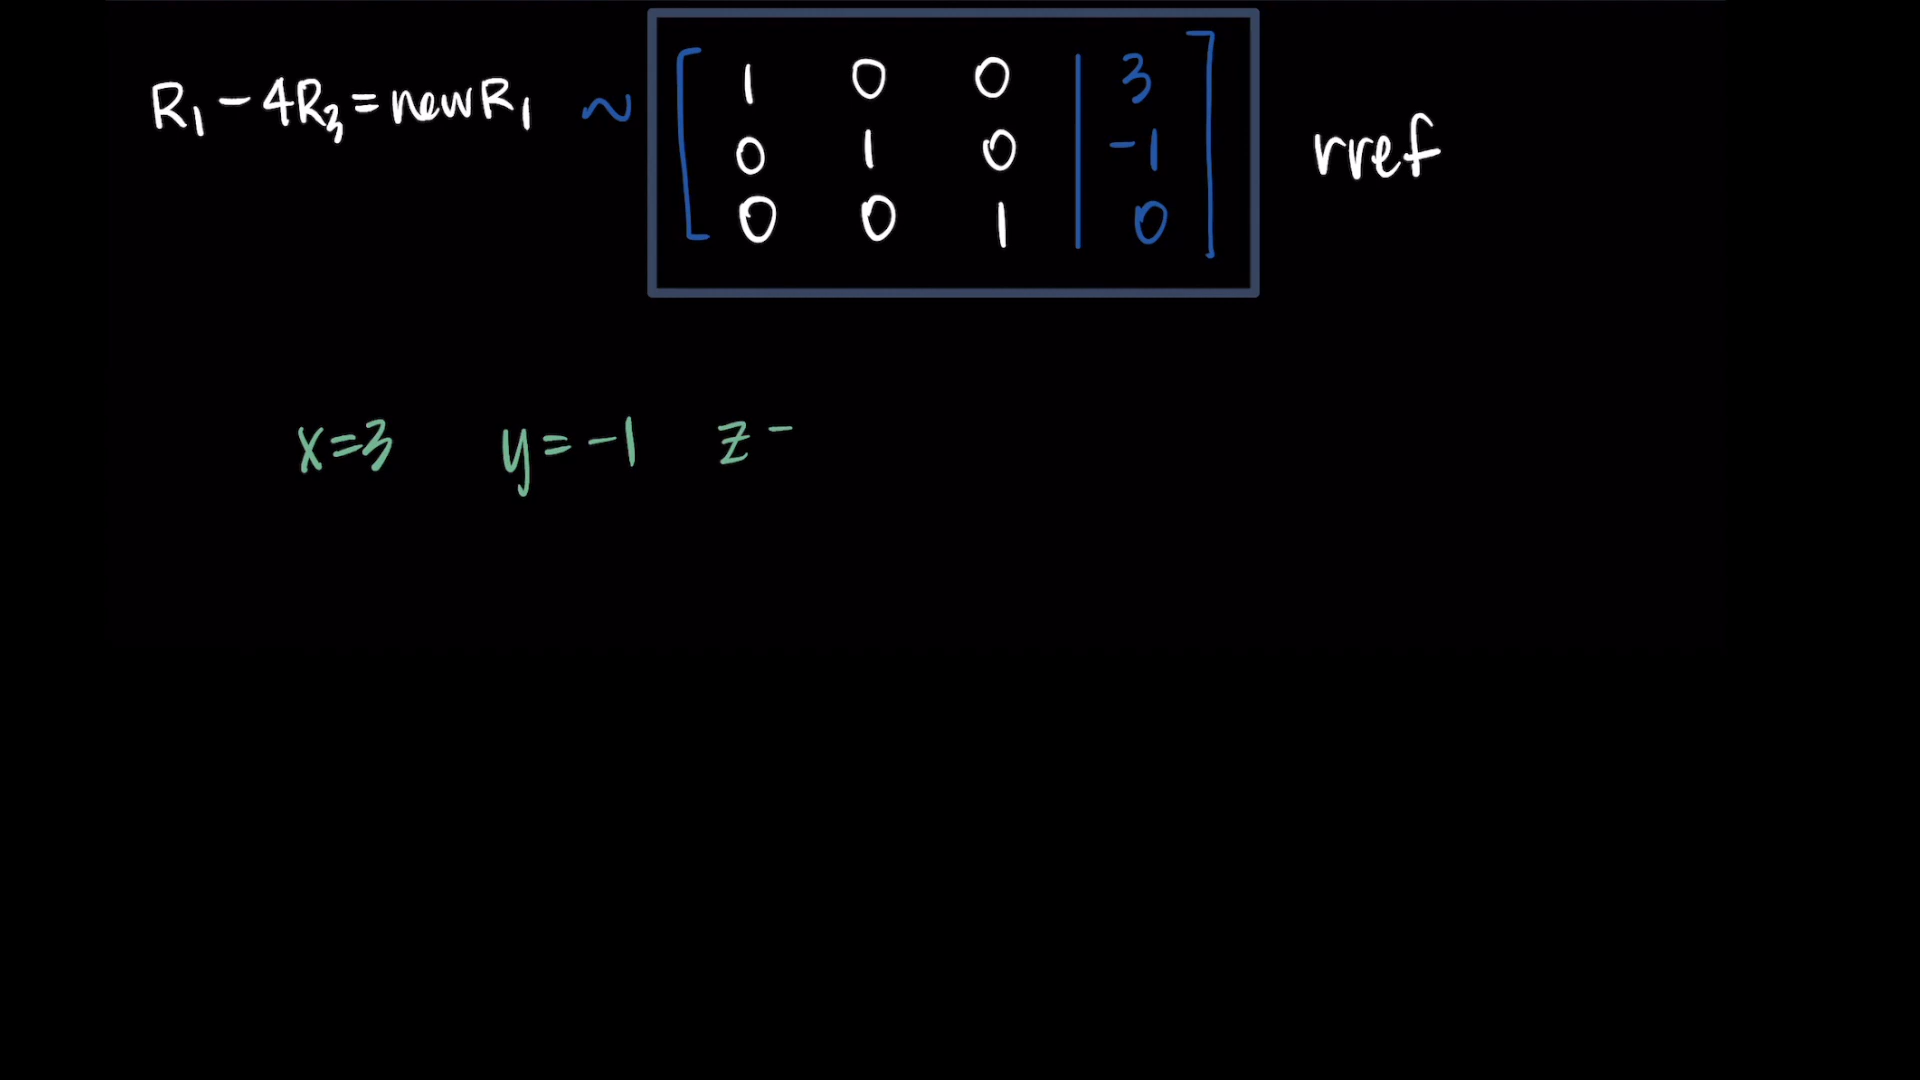 R₁ - 4R₃ = new R₁ ~ [ 1 0 0 | 3 ]
0 1 0 | -1
0 0 1 | 0
rref
x=3 y=-1 z -